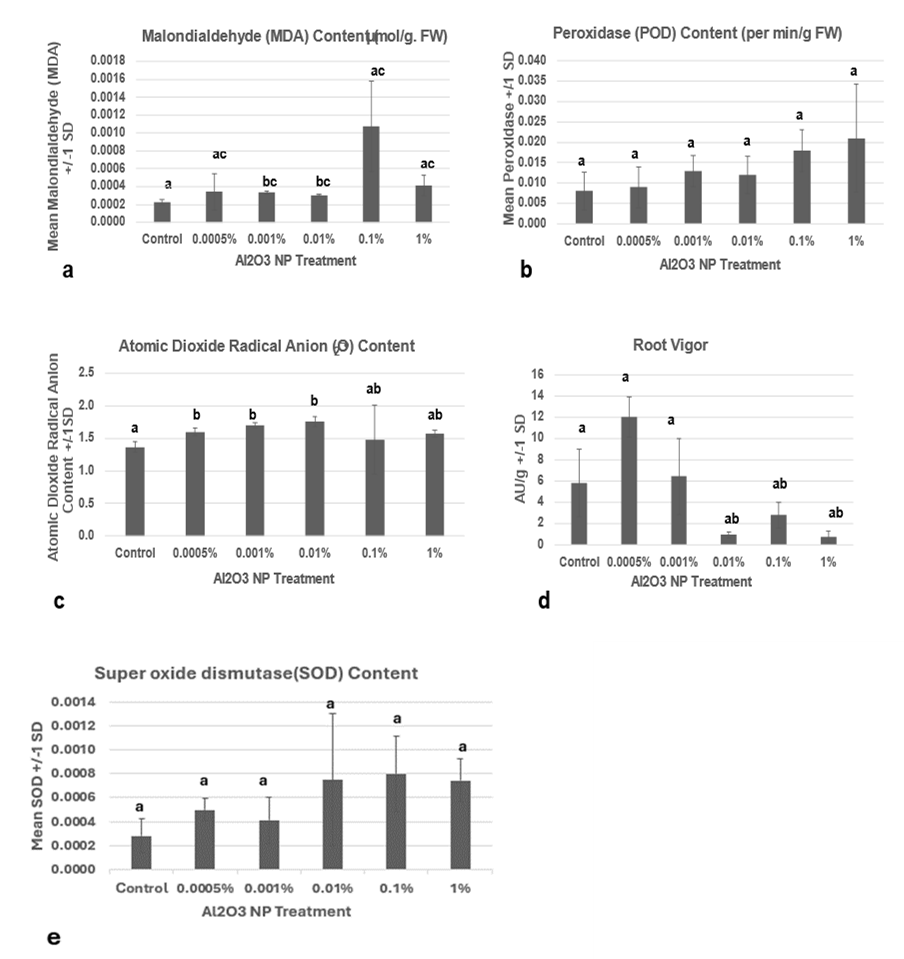 Malondialdehyde (MDA) Content (µmol/g. FW)
Mean Malondialdehyde (MDA)
+/-1 SD
0.0018
0.0016
0.0014
0.0012
0.0010
0.0008
0.0006
0.0004
0.0002
0.0000
a
ac
bc
bc
ac
ac
Control 0.0005% 0.001% 0.01% 0.1% 1%
Al2O3 NP Treatment
a
Peroxidase (POD) Content (per min/g FW)
Mean Peroxidase +/1 SD
0.040
0.035
0.030
0.025
0.020
0.015
0.010
0.005
0.000
a
a
a
a
a
a
Control 0.0005% 0.001% 0.01% 0.1% 1%
Al2O3 NP Treatment
b
Atomic Dioxide Radical Anion Content
Atomic Dioxide Radical Anion
Content +/1SD
2.5
2.0
1.5
1.0
0.5
0.0
a
b
b
b
ab
ab
Control 0.0005% 0.001% 0.01% 0.1% 1%
Al2O3 NP Treatment
c
Root Vigor
AU/g +/-1 SD
16
14
12
10
8
6
4
2
0
a
a
a
ab
ab
ab
Control 0.0005% 0.001% 0.01% 0.1% 1%
Al2O3 NP Treatment
d
Super oxide dismutase(SOD) Content
Mean SOD +/-1 SD
0.0014
0.0012
0.0010
0.0008
0.0006
0.0004
0.0002
0.0000
a
a
a
a
a
a
Control 0.0005% 0.001% 0.01% 0.1% 1%
Al2O3 NP Treatment
e